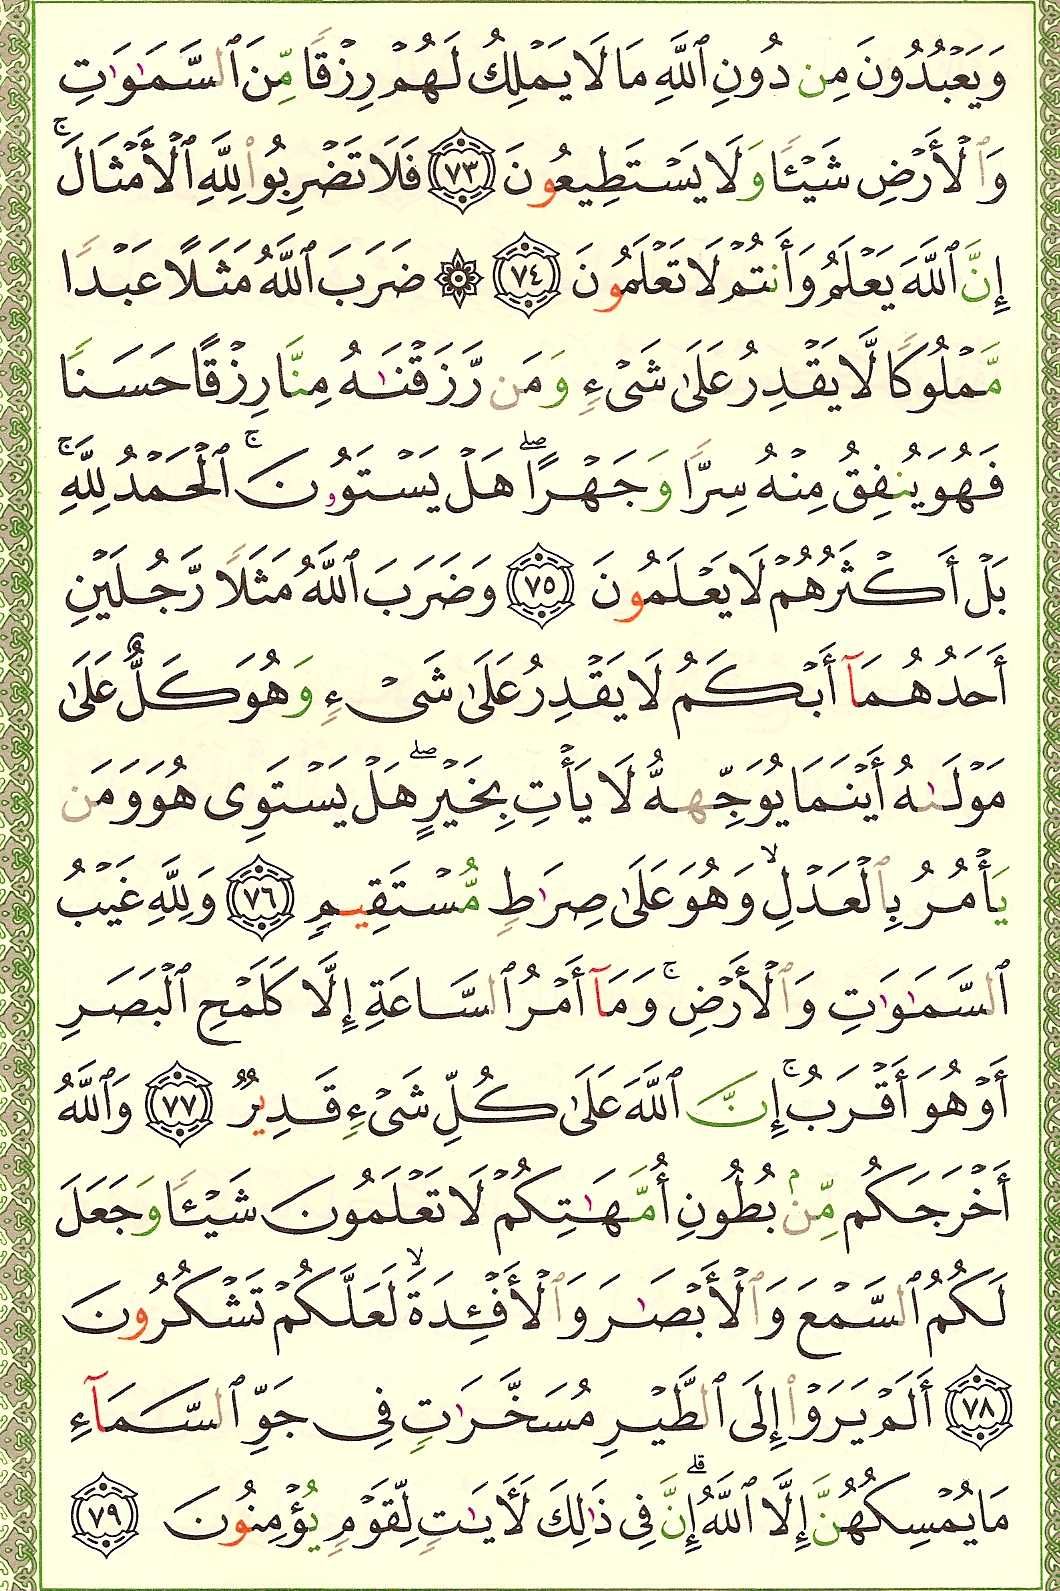 وَيَعْبُدُونَ مِن دُونِ ٱللَّهِ مَا لَا يَمْلِكُ لَهُمْ رِزْقًا مِّنَ ٱلسَّمَٰوَٰتِ
وَٱلْأَرْضِ شَيْـًٔا وَلَا يَسْتَطِيعُونَ ٧٣ فَلَا تَضْرِبُوا۟ لِلَّهِ ٱلْأَمْثَالَ ۚ
إِنَّ ٱللَّهَ يَعْلَمُ وَأَنتُمْ لَا تَعْلَمُونَ ٧٤ ۞ ضَرَبَ ٱللَّهُ مَثَلًا عَبْدًا
مَّمْلُوكًا لَّا يَقْدِرُ عَلَىٰ شَىْءٍ وَمَن رَّزَقْنَٰهُ مِنَّا رِزْقًا حَسَنًا
فَهُوَ يُنفِقُ مِنْهُ سِرًّا وَجَهْرًا ۖ هَلْ يَسْتَوُۥنَ ۚ ٱلْحَمْدُ لِلَّهِ ۚ
بَلْ أَكْثَرُهُمْ لَا يَعْلَمُونَ ٧٥ وَضَرَبَ ٱللَّهُ مَثَلًا رَّجُلَيْنِ
أَحَدُهُمَآ أَبْكَمُ لَا يَقْدِرُ عَلَىٰ شَىْءٍ وَهُوَ كَلٌّ عَلَىٰ
مَوْلَىٰهُ أَيْنَمَا يُوَجِّههُّ لَا يَأْتِ بِخَيْرٍ ۖ هَلْ يَسْتَوِى هُوَ وَمَن
يَأْمُرُ بِٱلْعَدْلِ ۙ وَهُوَ عَلَىٰ صِرَٰطٍ مُّسْتَقِيمٍ ٧٦ وَلِلَّهِ غَيْبُ
ٱلسَّمَٰوَٰتِ وَٱلْأَرْضِ ۚ وَمَآ أَمْرُ ٱلسَّاعَةِ إِلَّا كَلَمْحِ ٱلْبَصَرِ
أَوْ هُوَ أَقْرَبُ ۚ إِنَّ ٱللَّهَ عَلَىٰ كُلِّ شَىْءٍ قَدِيرٌ ٧٧ وَٱللَّهُ
أَخْرَجَكُم مِّنۢ بُطُونِ أُمَّهَٰتِكُمْ لَا تَعْلَمُونَ شَيْـًٔا وَجَعَلَ
لَكُمُ ٱلسَّمْعَ وَٱلْأَبْصَٰرَ وَٱلْأَفْـِٔدَةَ ۙ لَعَلَّكُمْ تَشْكُرُونَ
٧٨ أَلَمْ يَرَوْا۟ إِلَى ٱلطَّيْرِ مُسَخَّرَٰتٍ فِى جَوِّ ٱلسَّمَآءِ
مَا يُمْسِكُهُنَّ إِلَّا ٱللَّهُ ۗ إِنَّ فِى ذَٰلِكَ لَـَٔايَٰتٍ لِّقَوْمٍ يُؤْمِنُونَ ٧٩